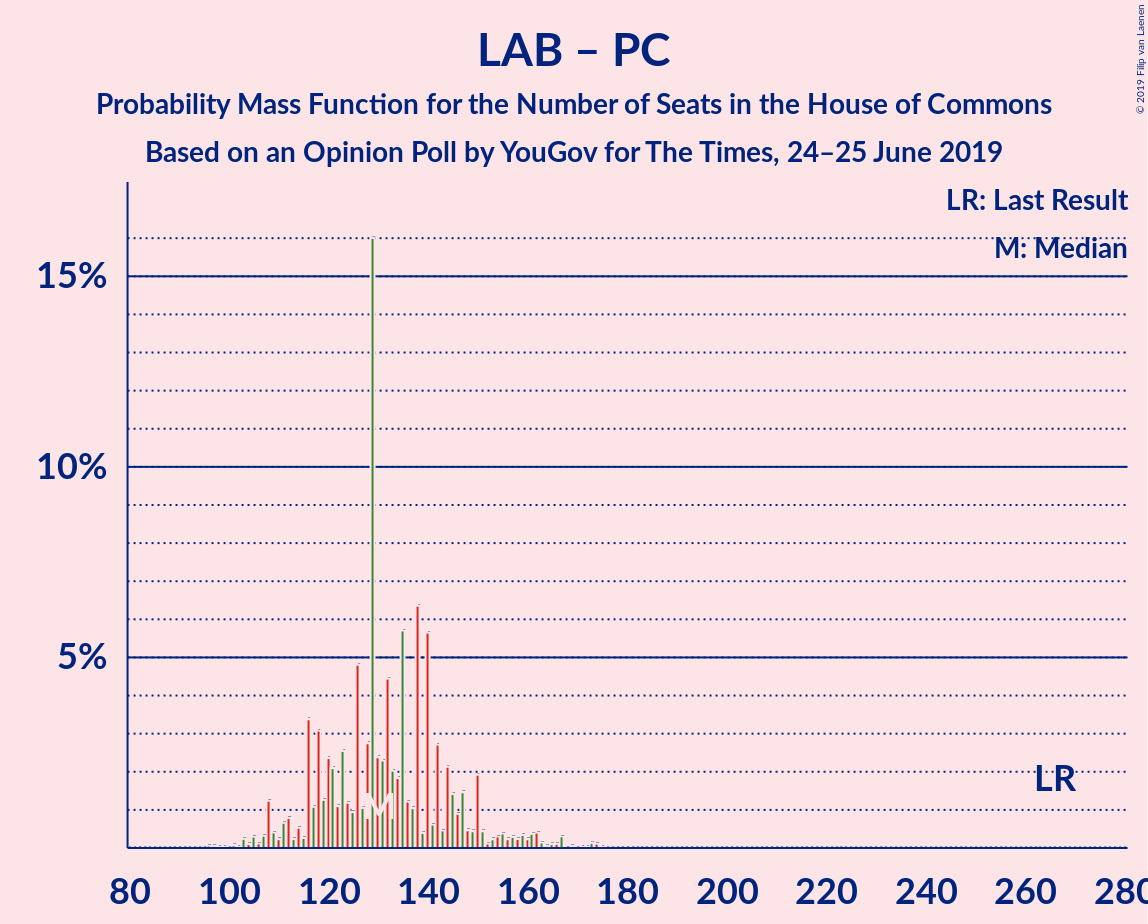 © 2019 Filip van Laenen
LAB – PC
Probability Mass Function for the Number of Seats in the House of Commons
Based on an Opinion Poll by YouGov for The Times, 24–25 June 2019
LR: Last Result
M: Median
15%
10%
5%
LR
M
80 100 120 140 160 180 200 220 240 260 280